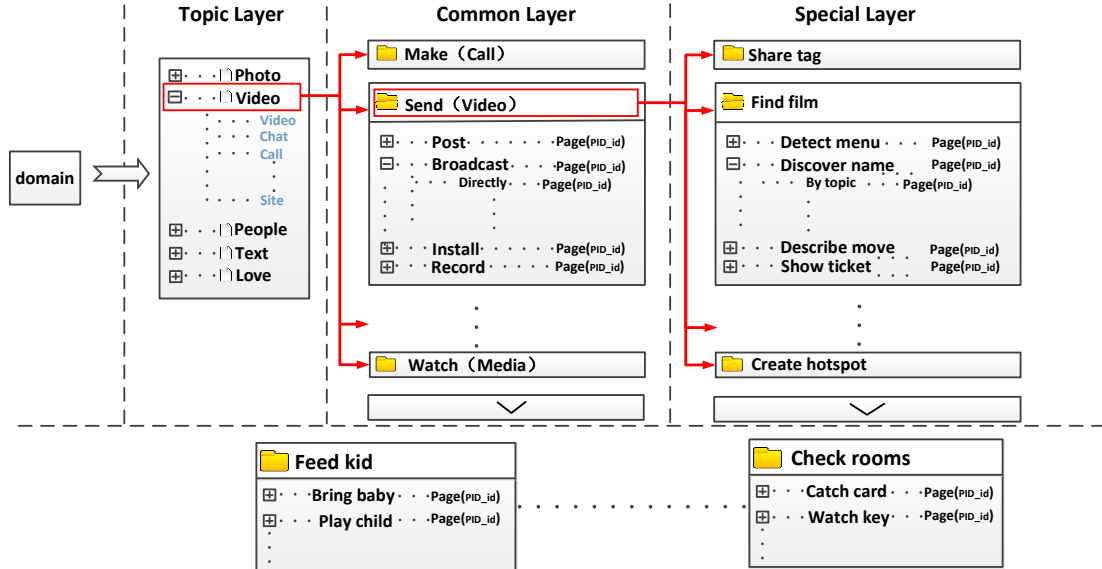 Topic Layer
Common Layer
Special Layer
domain
Photo
Video
Video
Chat
Call
Site
People
Text
Love
Make（Call）
Send（Video）
Post Page(PID_id)
Broadcast Page(PID_id)
Directly Page(PID_id)
Install Page(PID_id)
Record Page(PID_id)
Watch（Media）
Share tag
Find film
Detect menu Page(PID_id)
Discover name Page(PID_id)
By topic Page(PID_id)
Describe move Page(PID_id)
Show ticket Page(PID_id)
Create hotspot
Feed kid
Bring baby Page(PID_id)
Play child Page(PID_id)
Check rooms
Catch card Page(PID_id)
Watch key Page(PID_id)